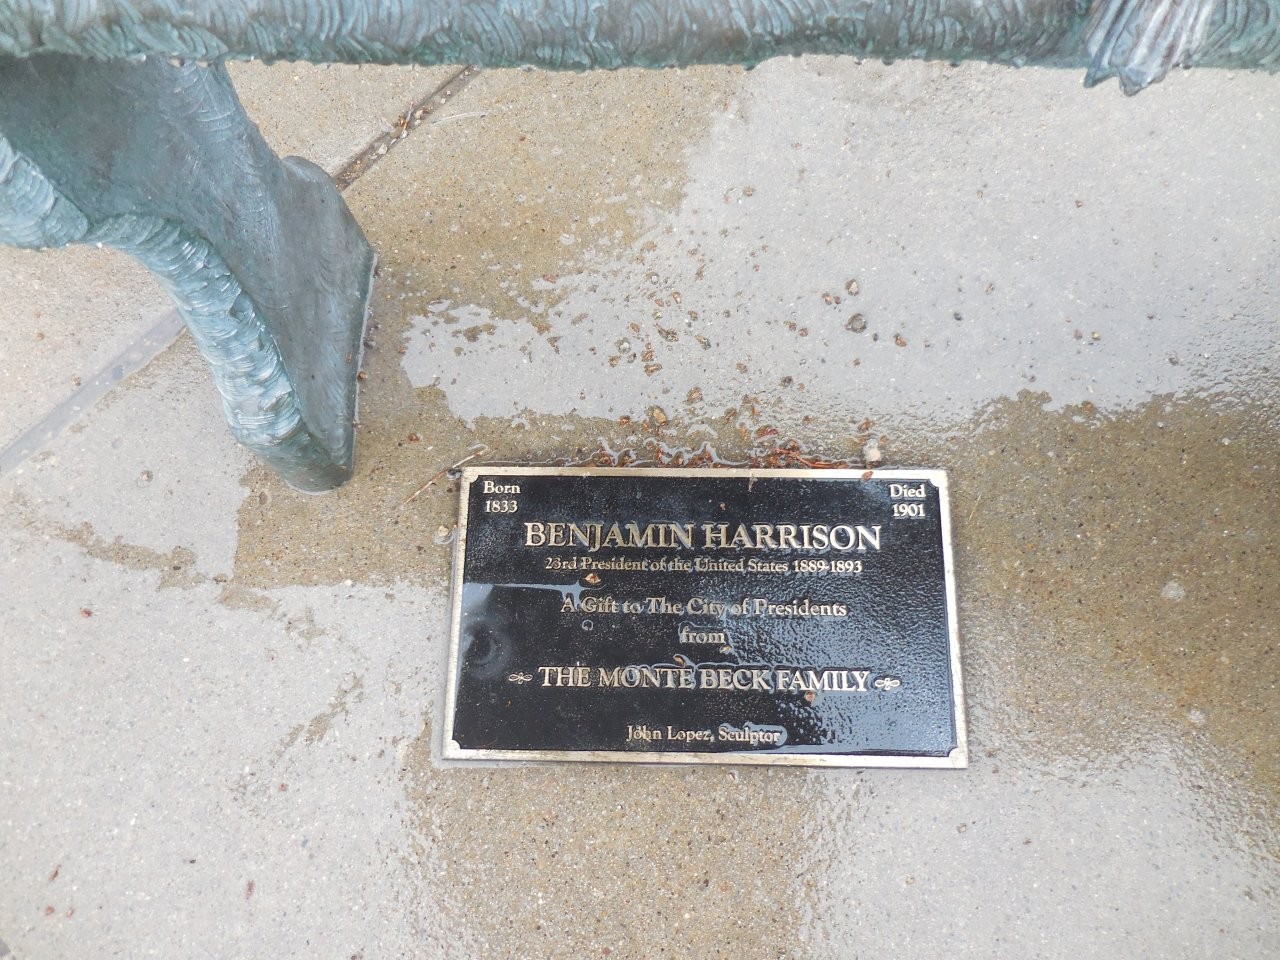 Born Died
1833 1901
BENJAMIN HARRISON
23rd President of the United States 1889-1893
A Gift to The City of Presidents
from
THE MONTE BECK FAMILY
John Lopez, Sculptor